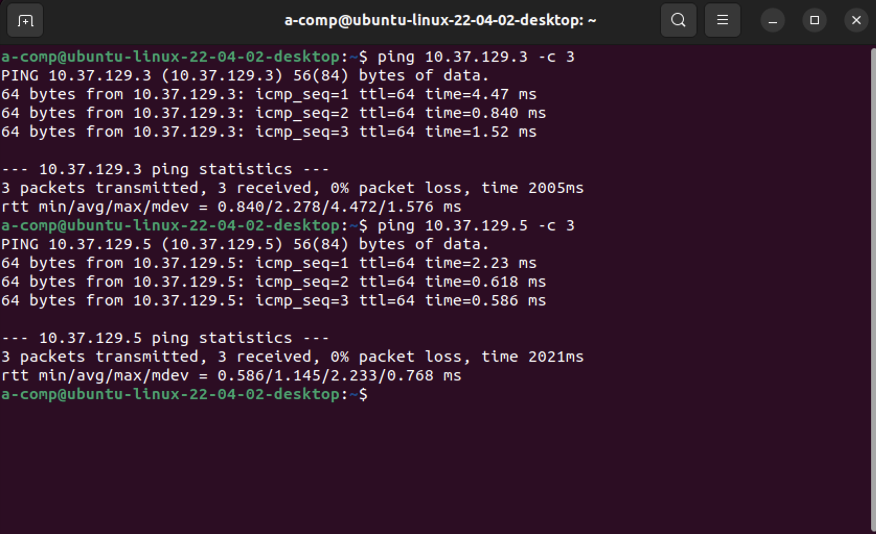 a-comp@ubuntu-linux-22-04-02-desktop: ~
a-comp@ubuntu-linux-22-04-02-desktop:~$ ping 10.37.129.3 -c 3
PING 10.37.129.3 (10.37.129.3) 56(84) bytes of data.
64 bytes from 10.37.129.3: icmp_seq=1 ttl=64 time=4.47 ms
64 bytes from 10.37.129.3: icmp_seq=2 ttl=64 time=0.840 ms
64 bytes from 10.37.129.3: icmp_seq=3 ttl=64 time=1.52 ms

--- 10.37.129.3 ping statistics ---
3 packets transmitted, 3 received, 0% packet loss, time 2005ms
rtt min/avg/max/mdev = 0.840/2.278/4.472/1.576 ms
a-comp@ubuntu-linux-22-04-02-desktop:~$ ping 10.37.129.5 -c 3
PING 10.37.129.5 (10.37.129.5) 56(84) bytes of data.
64 bytes from 10.37.129.5: icmp_seq=1 ttl=64 time=2.23 ms
64 bytes from 10.37.129.5: icmp_seq=2 ttl=64 time=0.618 ms
64 bytes from 10.37.129.5: icmp_seq=3 ttl=64 time=0.586 ms

--- 10.37.129.5 ping statistics ---
3 packets transmitted, 3 received, 0% packet loss, time 2021ms
rtt min/avg/max/mdev = 0.586/1.145/2.233/0.768 ms
a-comp@ubuntu-linux-22-04-02-desktop:~$